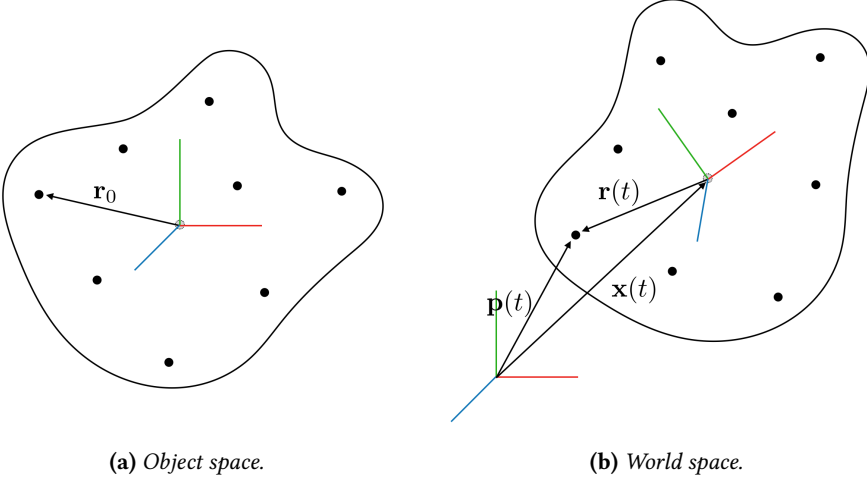 r₀
r(t)
x(t)
p(t)
(a) Object space.
(b) World space.